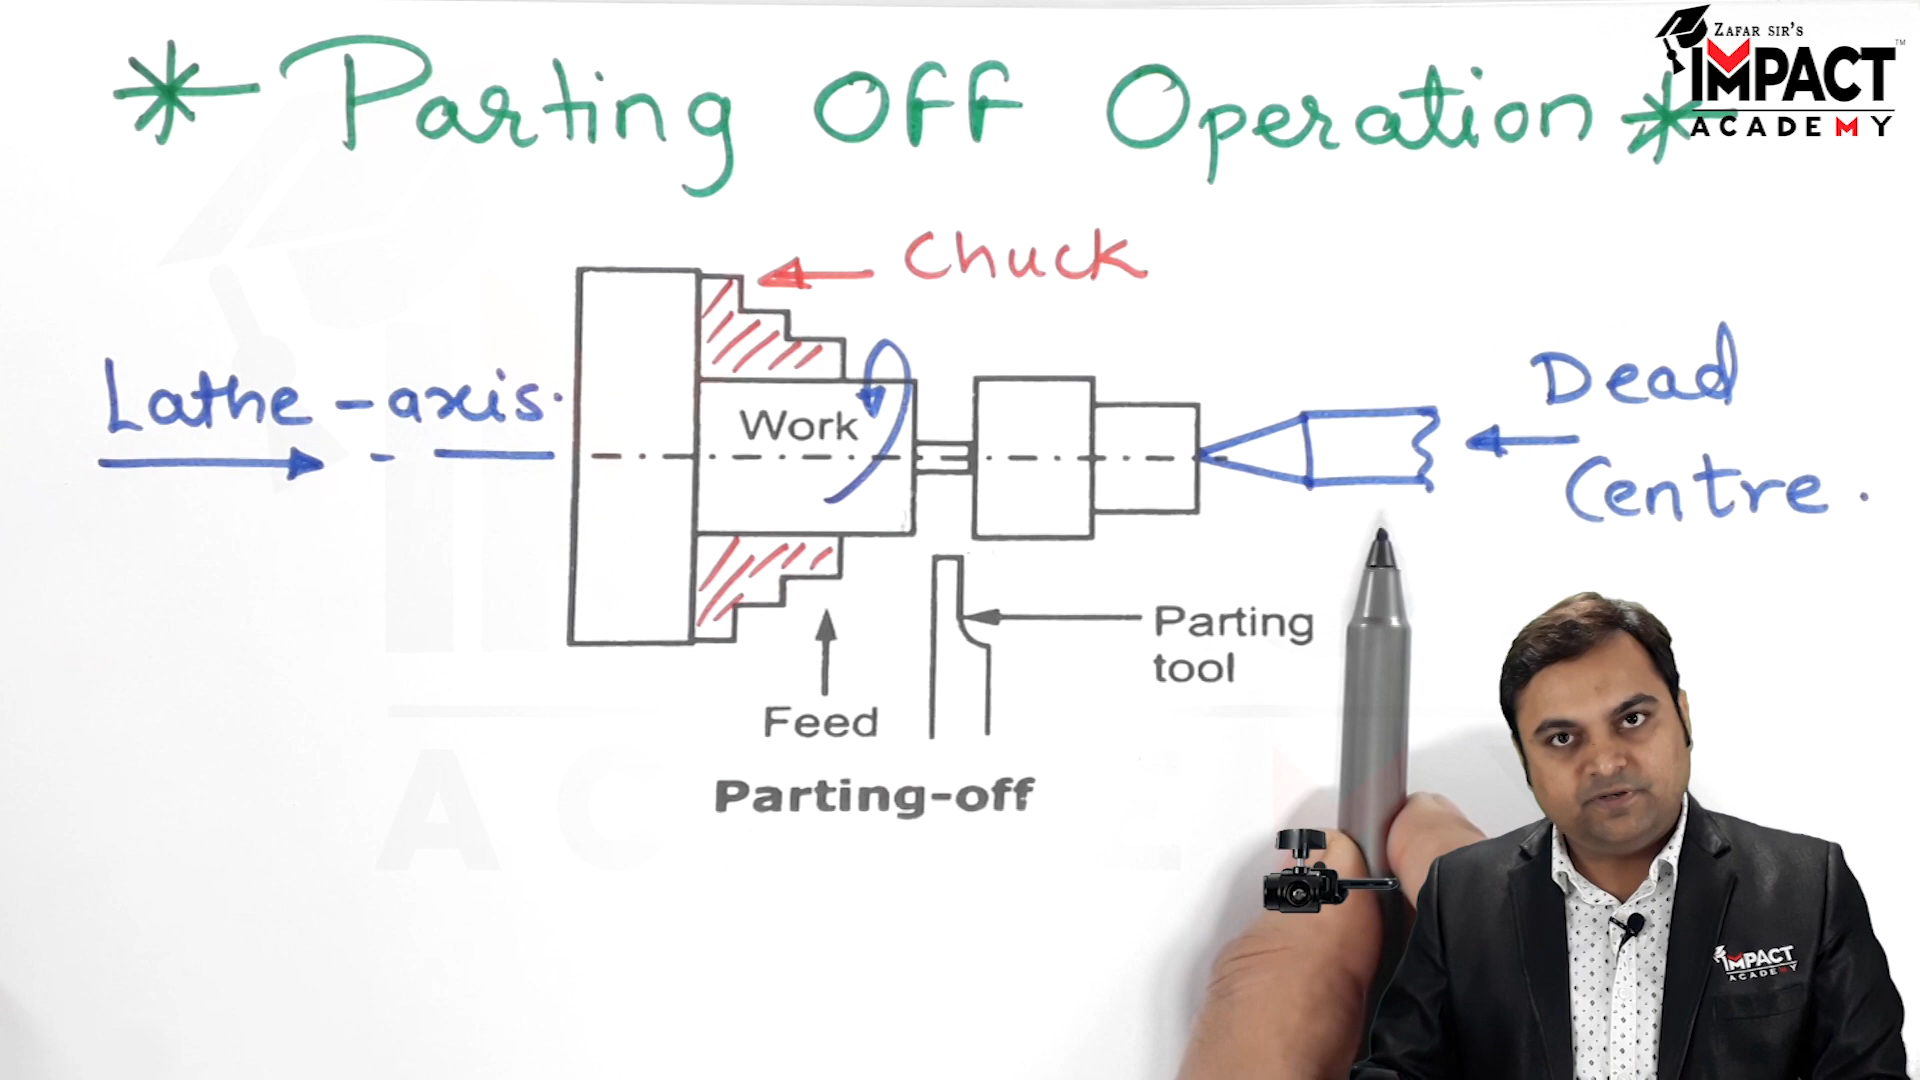 * Parting Off Operation *
ZAFAR SIR'S
IMPACT
ACADEMY
TM
Chuck
Lathe-axis.
Work
Dead
Centre.
Parting
tool
Feed
Parting-off
IMPACT
ACADEMY